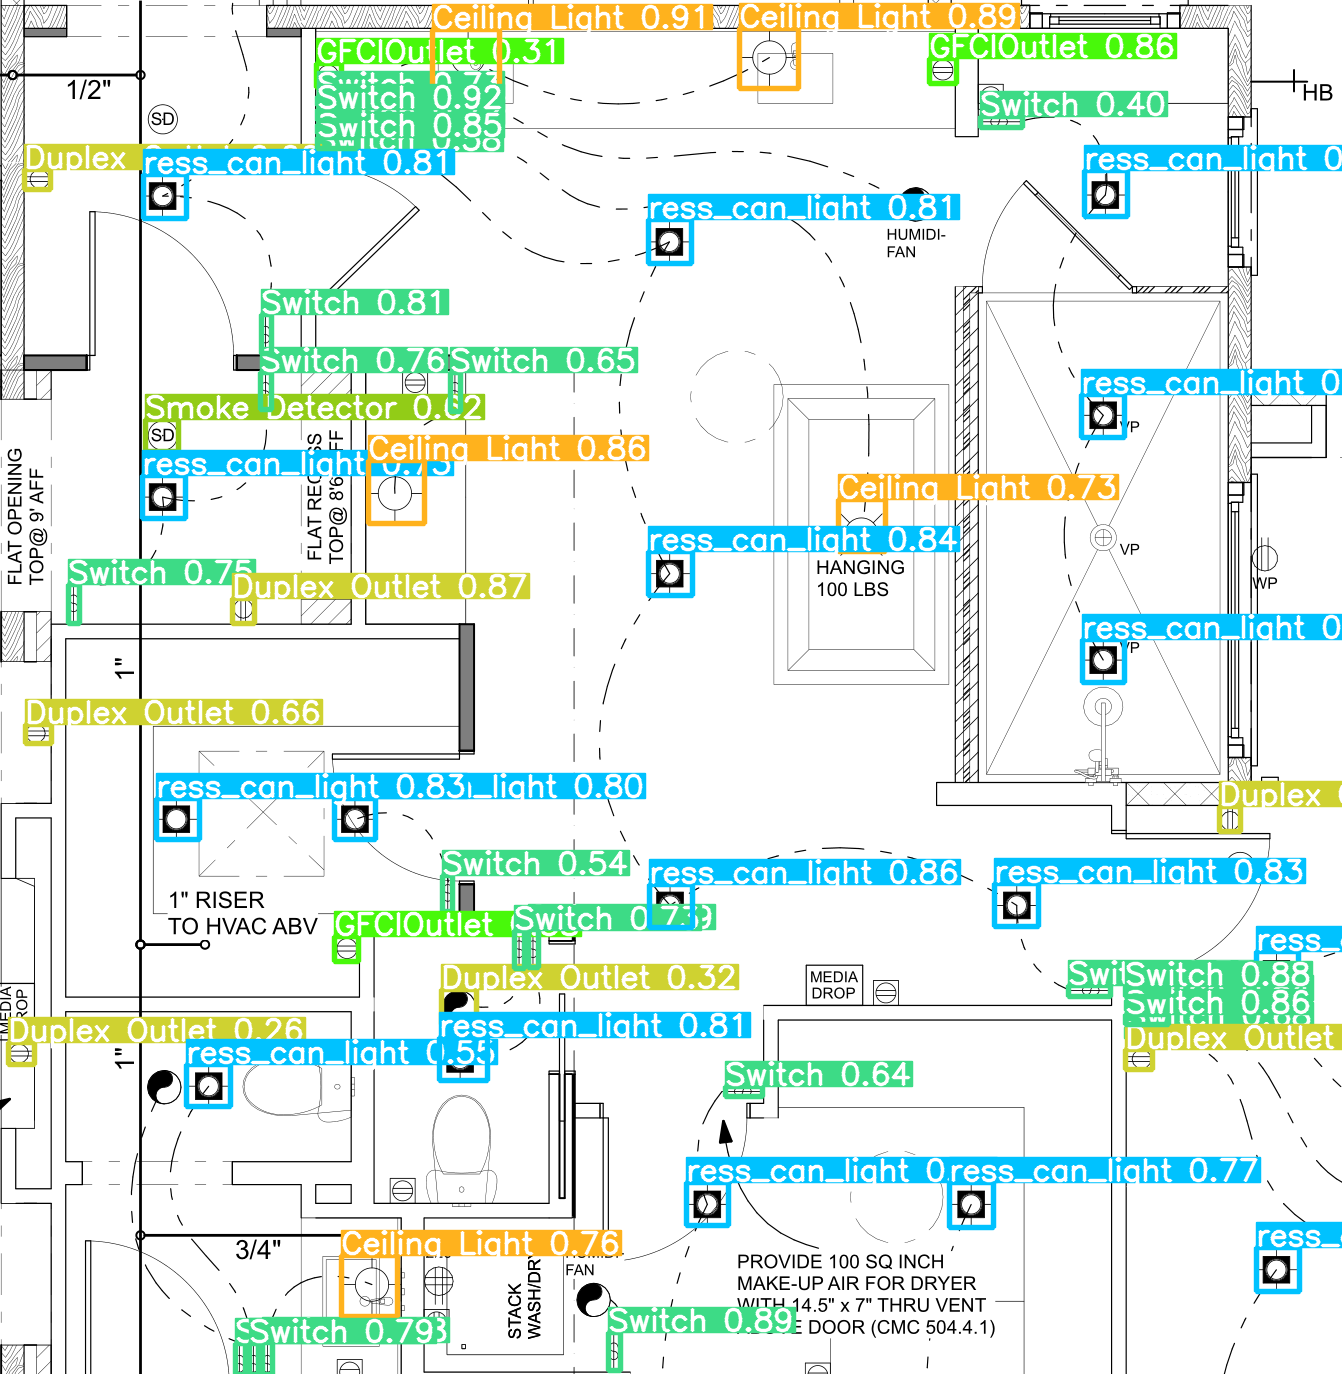 Ceiling Light 0.91
Ceiling Light 0.89
GFCIOutlet 0.31
GFCIOutlet 0.86
1/2"
Switch 0.92
HB
Switch 0.40
SD
Switch 0.85
Duplex
ress_can_light 0.81
ress_can_light 0.
ress_can_light 0.81
HUMIDI-
FAN
Switch 0.81
Switch 0.76
Switch 0.65
ress_can_light 0.
Smoke Detector 0.
SD
VP
Ceiling Light 0.86
ress_can_light
FLAT OPENING
TOP@ 9' AFF
FLAT
TOP@ 8'6
FF
Ceiling Light 0.73
ress_can_light 0.84
VP
HANGING
100 LBS
WP
Switch 0.75
Duplex Outlet 0.87
ress_can_light 0.
VP
1"
Duplex Outlet 0.66
ress_can_light 0.83
light 0.80
Duplex
Switch 0.54
ress_can_light 0.86
ress_can_light 0.83
1" RISER
TO HVAC ABV
GFCIOutlet
Switch 0.73
ress_
Duplex Outlet 0.32
MEDIA
DROP
Switch 0.88
Switch 0.86
MEDIA
Duplex Outlet 0.26
ress_can_light 0.81
Duplex Outlet
1"
ress_can_light 0.55
Switch 0.64
ress_can_light 0.
ress_can_light 0.77
3/4"
Ceiling Light 0.76
ress_
FAN
STACK
WASH/DRY
PROVIDE 100 SQ INCH
MAKE-UP AIR FOR DRYER
WITH 14.5" x 7" THRU VENT
DOOR (CMC 504.4.1)
Switch 0.79
Switch 0.89